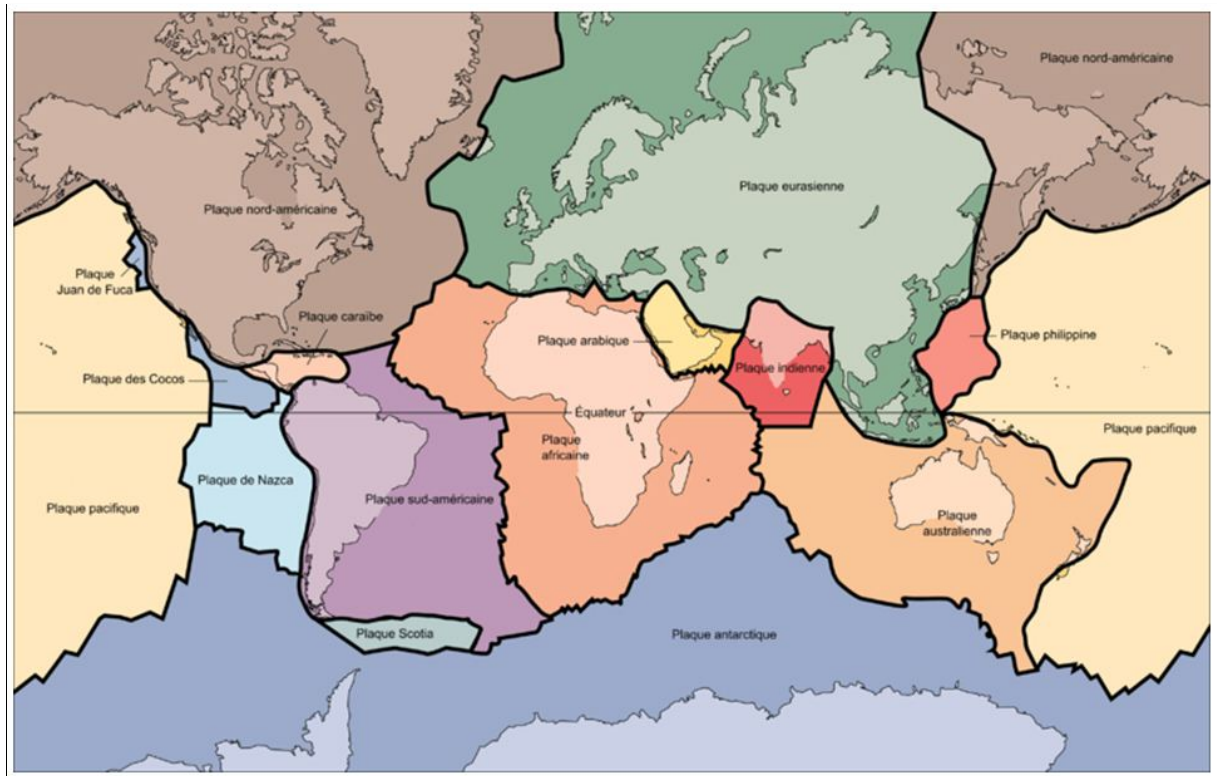 Plaque nord-américaine
Plaque eurasienne
Plaque nord-américaine
Plaque
Juan de Fuca
Plaque caraïbe
Plaque philippine
Plaque arabique
Plaque indienne
Plaque des Cocos
Équateur
Plaque pacifique
Plaque
africaine
Plaque de Nazca
Plaque sud-américaine
Plaque pacifique
Plaque
australienne
Plaque Scotia
Plaque antarctique